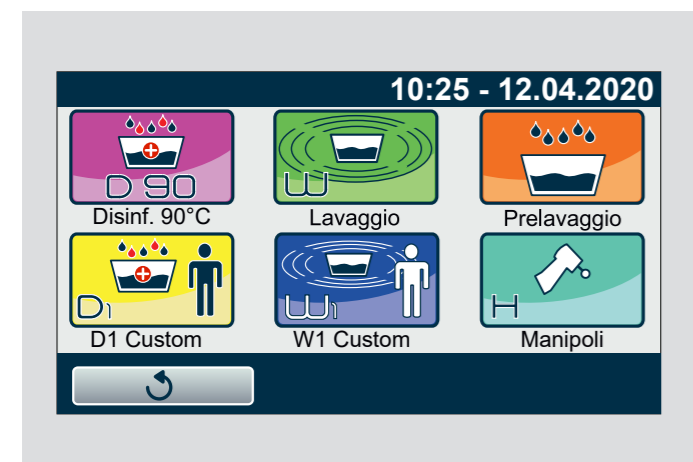 10:25 - 12.04.2020
D 90
W
Disinf. 90°C
Lavaggio
Prelavaggio
D1
W1
H
D1 Custom
W1 Custom
Manipoli